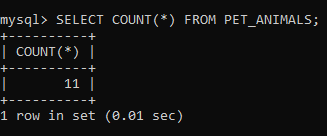 mysql> SELECT COUNT(*) FROM PET_ANIMALS;
+----------+
| COUNT(*) |
+----------+
|       11 |
+----------+
1 row in set (0.01 sec)